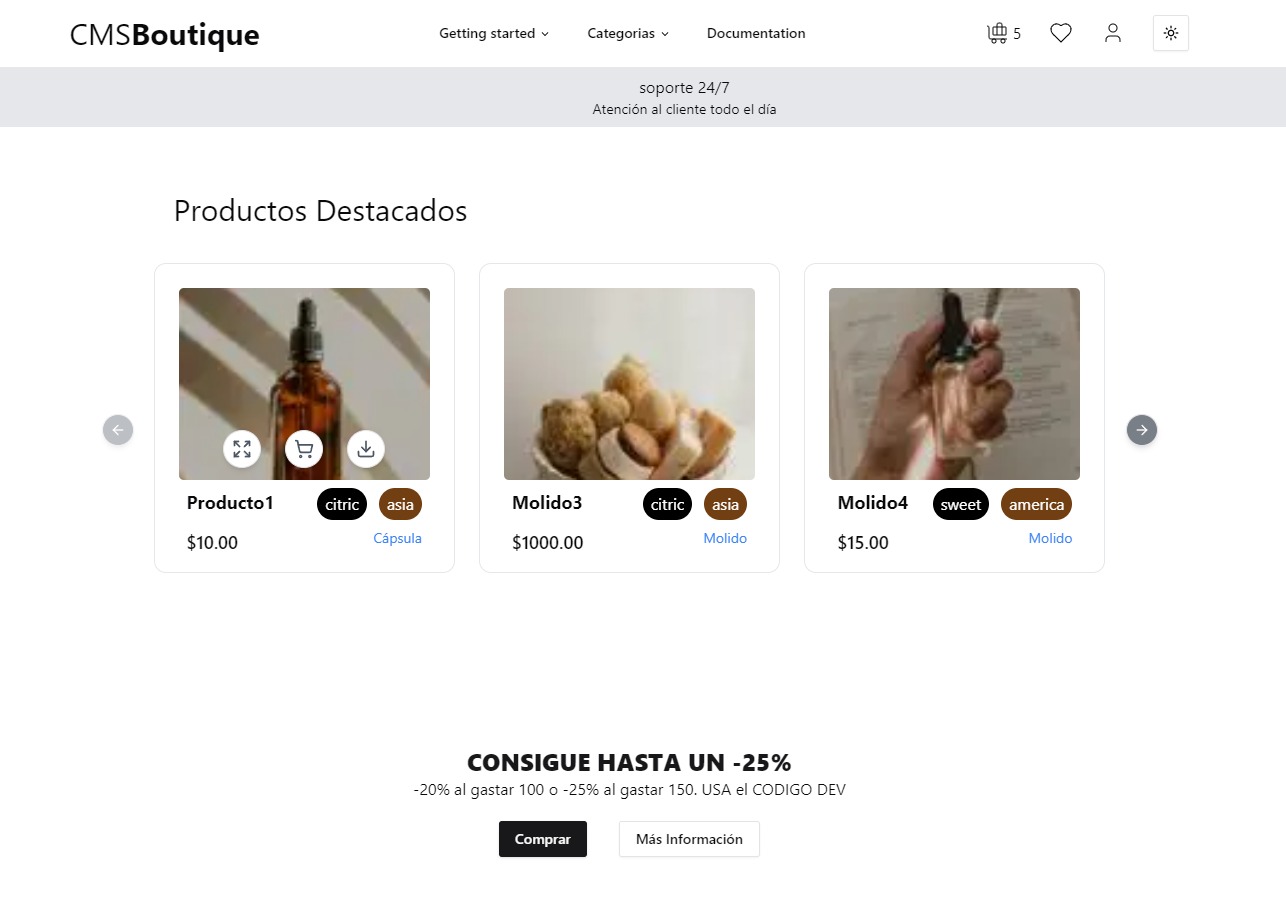 CMSBoutique
Getting started
Categorias
Documentation
5
soporte 24/7
Atención al cliente todo el día
Productos Destacados
Producto1
citric
asia
$10.00
Cápsula
Molido3
citric
asia
$1000.00
Molido
Molido4
sweet
america
$15.00
Molido
CONSIGUE HASTA UN -25%
-20% al gastar 100 o -25% al gastar 150. USA el CODIGO DEV
Comprar
Más Información